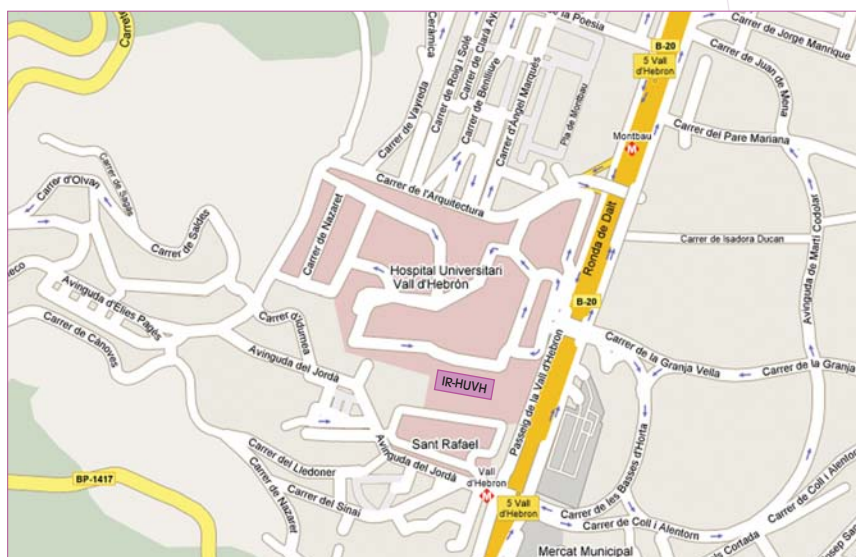 Carrete
Ceràmica
Carrer de Roig i Solé
Carrer de Clarà Aya
Carrer de Benlliure
Carrer de Vayreda
Carrer d'Àngel Marquès
de la Poesia
Pla de Montbau
B-20
5 Vall
d'Hebron
Montbau
M
Carrer de Jorge Manrique
Carrer de Juan de Mena
Carrer del Pare Mariana
Carrer de Isadora Ducan
Avinguda de Martí Codolar
Ronda de Dalt
B-20
Carrer de l'Arquitectura
Carrer de Nazaret
Hospital Universitari
Vall d'Hebrón
Carrer de Sagàs
Carrer d'Olvan
Carrer de Saldes
Avinguda d'Elies Pagès
Carrer de Cànoves
Carrer d'Idumea
Avinguda del Jordà
IR-HUVH
Passeig de la Vall d'Hebron
Carrer de la Granja Vella
Carrer de la Granja
Sant Rafael
Avinguda del Jordà
Vall
d'Hebron
M
Carrer del Lledoner
Carrer del Sinaí
Carrer de Nazaret
BP-1417
5 Vall
d'Hebron
Carrer de les Basses d'Horta
Carrer de Coll i Alentorn
Carrer de Coll i Alentorn
Cortada
Mercat Municipal